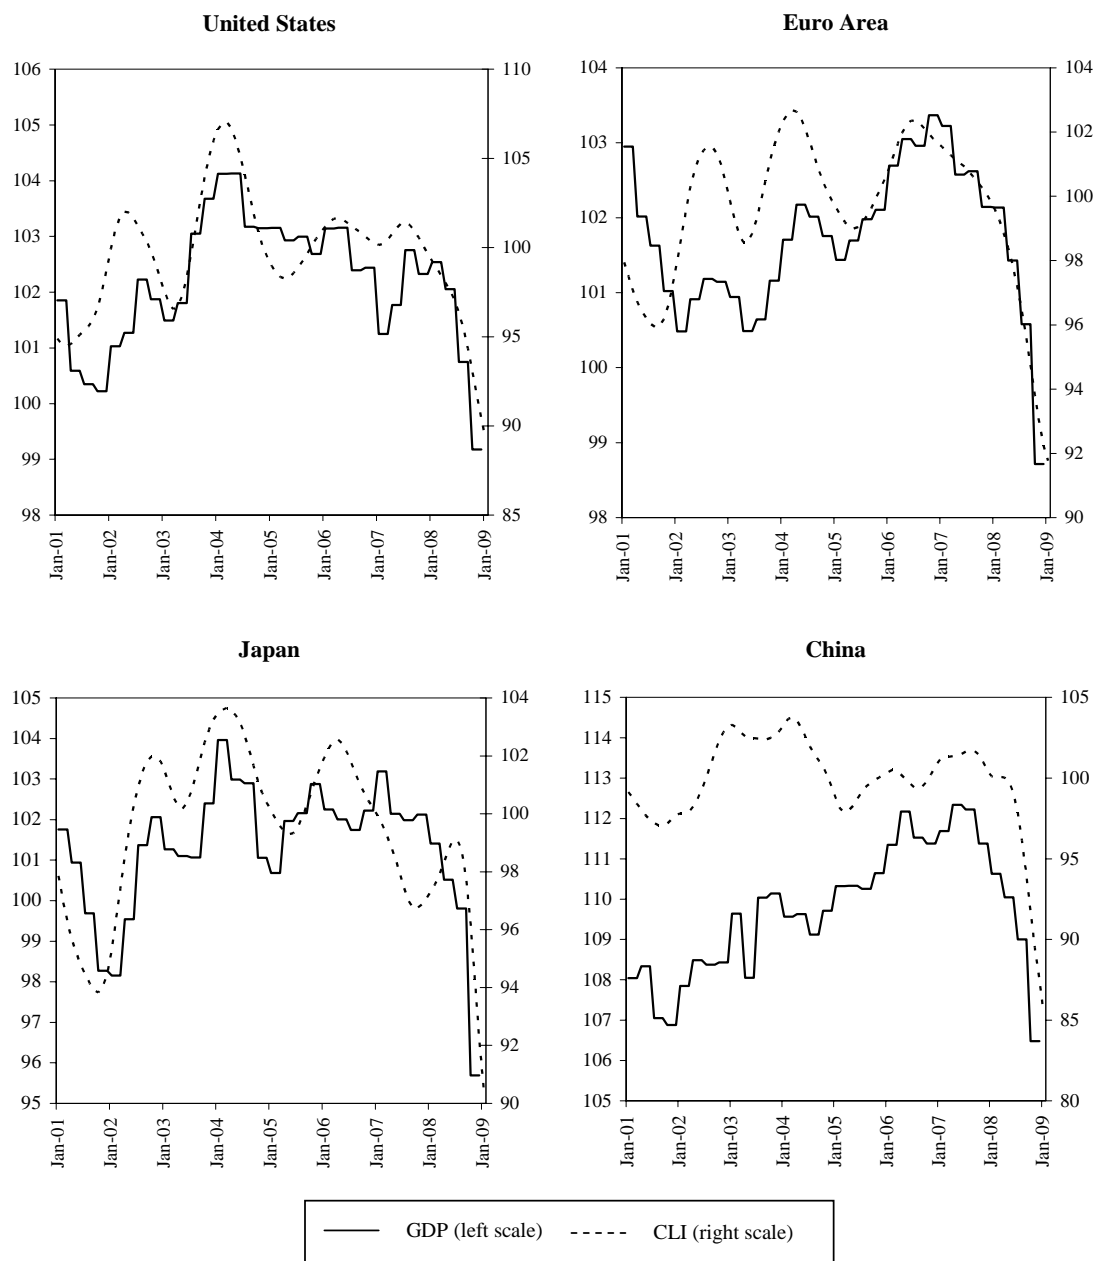 United States
Euro Area
106
105
104
103
102
101
100
99
98
110
105
100
95
90
85
Jan-01
Jan-02
Jan-03
Jan-04
Jan-05
Jan-06
Jan-07
Jan-08
Jan-09
104
103
102
101
100
99
98
104
102
100
98
96
94
92
90
Jan-01
Jan-02
Jan-03
Jan-04
Jan-05
Jan-06
Jan-07
Jan-08
Jan-09
Japan
China
105
104
103
102
101
100
99
98
97
96
95
104
102
100
98
96
94
92
90
Jan-01
Jan-02
Jan-03
Jan-04
Jan-05
Jan-06
Jan-07
Jan-08
Jan-09
115
114
113
112
111
110
109
108
107
106
105
105
100
95
90
85
80
Jan-01
Jan-02
Jan-03
Jan-04
Jan-05
Jan-06
Jan-07
Jan-08
Jan-09
GDP (left scale)
CLI (right scale)